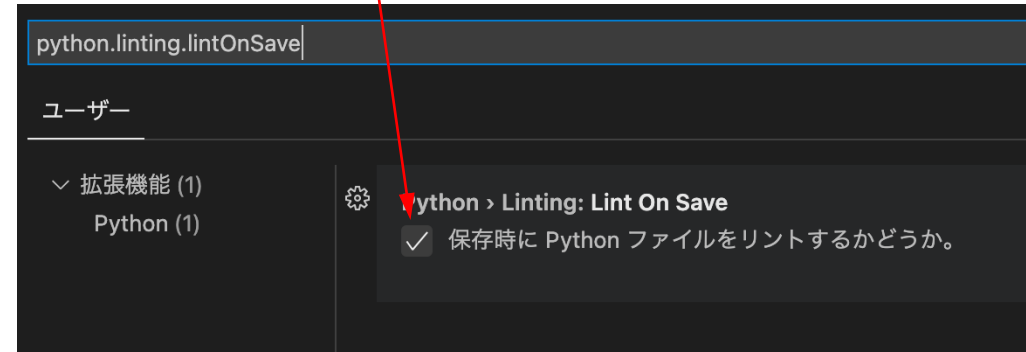 python.linting.lintOnSave
ユーザー
拡張機能 (1)
Python (1)
Python › Linting: Lint On Save
保存時に Python ファイルをリントするかどうか。